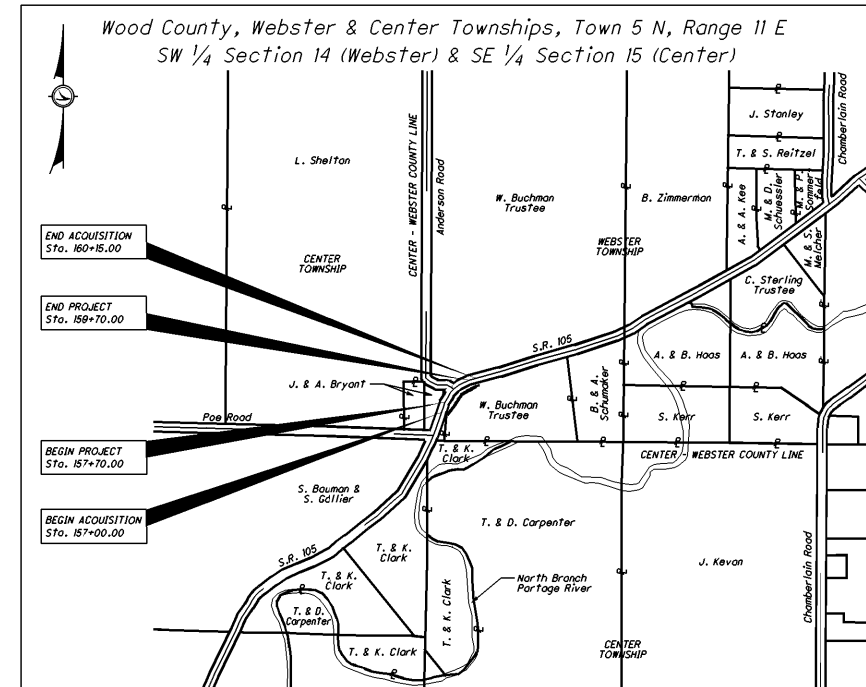 Wood County, Webster & Center Townships, Town 5 N, Range 11 E
SW 1/4 Section 14 (Webster) & SE 1/4 Section 15 (Center)
J. Stanley
T. & S. Reitzel
Chamberlain Road
L. Shelton
CENTER - WEBSTER COUNTY LINE
Anderson Road
W. Buchman
Trustee
B. Zimmerman
A. & A. Kee
M. & D.
Schuessler
M. & P.
Sommer-
feld
M. & S.
Melcher
END ACQUISITION
Sta. 160+15.00
CENTER
TOWNSHIP
WEBSTER
TOWNSHIP
C. Sterling
Trustee
END PROJECT
Sta. 159+70.00
S.R. 105
A. & B. Haas
A. & B. Haas
J. & A. Bryant
W. Buchman
Trustee
B. & A.
Schumaker
S. Kerr
S. Kerr
Poe Road
BEGIN PROJECT
Sta. 157+70.00
T. & K.
Clark
CENTER - WEBSTER COUNTY LINE
S. Bauman &
S. Gallier
BEGIN ACQUISITION
Sta. 157+00.00
T. & D. Carpenter
S.R. 105
T. & K.
Clark
T. & K.
Clark
J. Kevan
Chamberlain Road
North Branch
Portage River
T. & K. Clark
T. & D.
Carpenter
T. & K. Clark
CENTER
TOWNSHIP